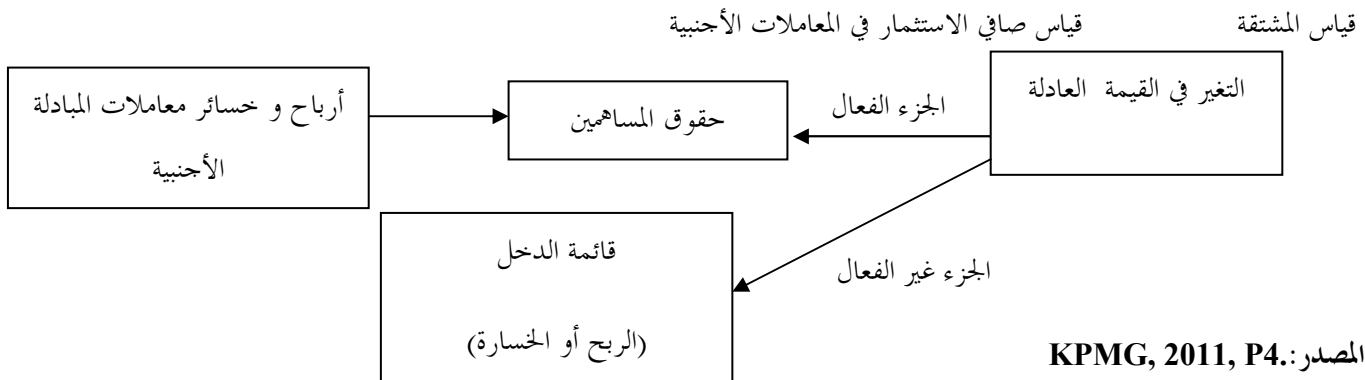 قياس المشتقة قياس صافي الاستثمار في المعاملات الأجنبية
التغير في القيمة العادلة
الجزء الفعال
حقوق المساهمين
أرباح و خسائر معاملات المبادلة
الأجنبية
الجزء غير الفعال
قائمة الدخل
(الربح أو الخسارة)
المصدر:.KPMG, 2011, P4